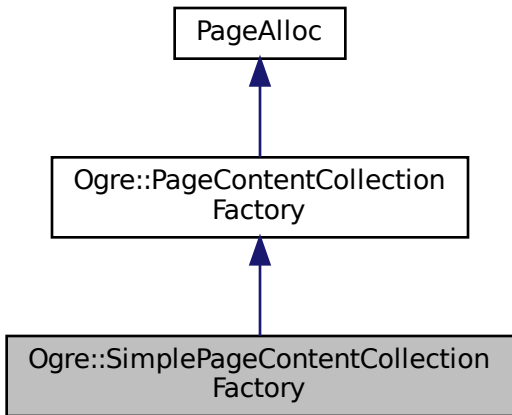 PageAlloc
Ogre::PageContentCollection
Factory
Ogre::SimplePageContentCollection
Factory